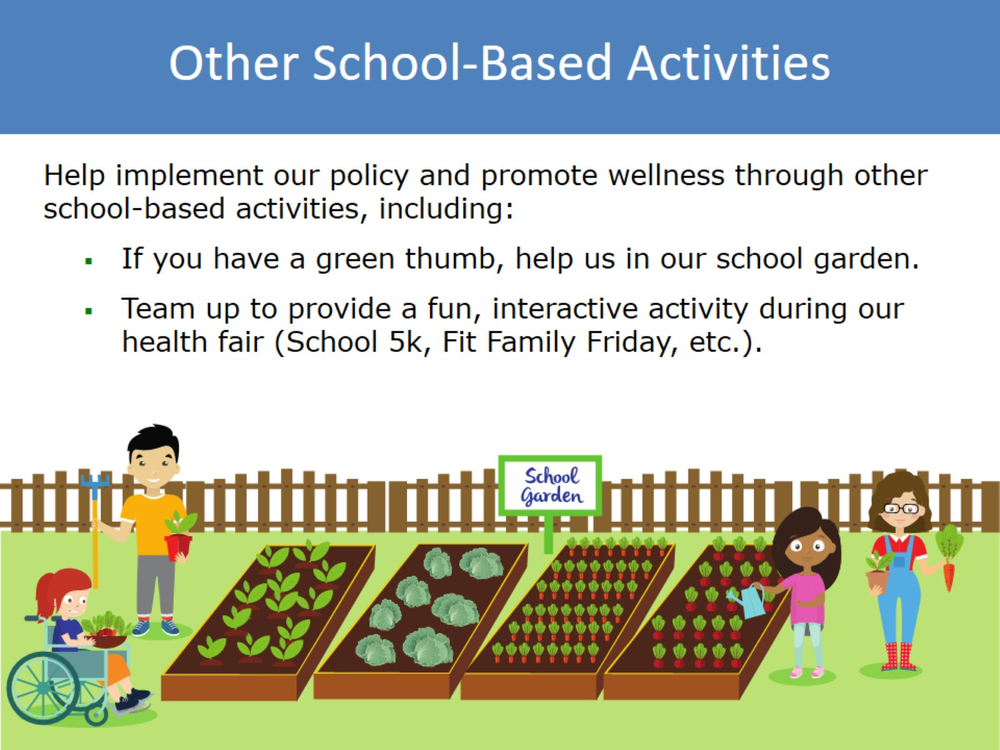 Other School-Based Activities
Help implement our policy and promote wellness through other
school-based activities, including:
▪ If you have a green thumb, help us in our school garden.
▪ Team up to provide a fun, interactive activity during our
health fair (School 5k, Fit Family Friday, etc.).
School
Garden